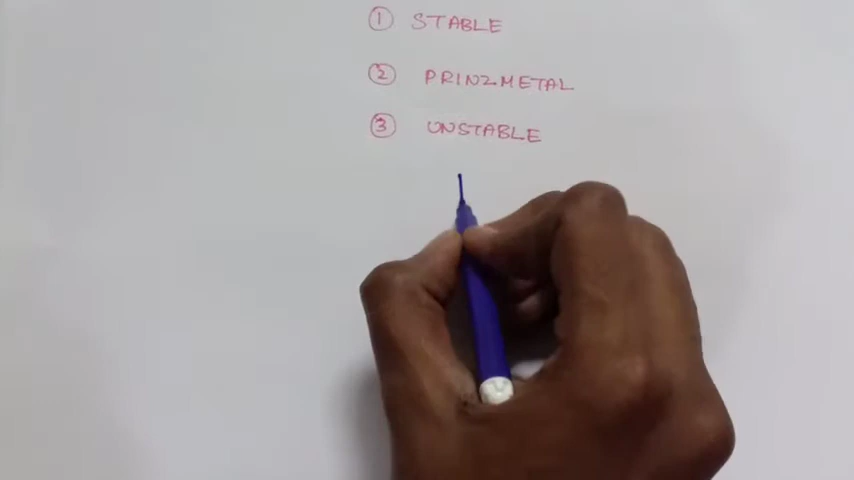 ① STABLE
② PRINZMETAL
③ UNSTABLE